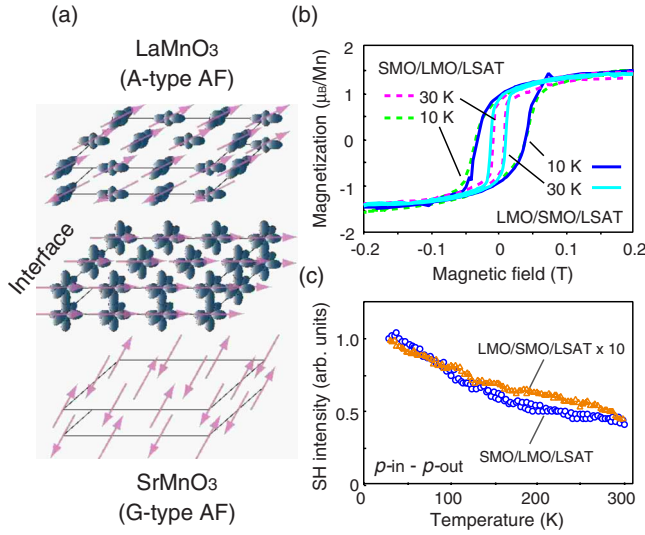 (a)
LaMnO3
(A-type AF)
Interface
SrMnO3
(G-type AF)
(b)
Magnetization (μB/Mn)
2
1
0
-1
-2
SMO/LMO/LSAT
30 K
10 K
10 K
30 K
LMO/SMO/LSAT
-0.2
-0.1
0
0.1
0.2
Magnetic field (T)
(c)
SH intensity (arb. units)
1.0
0.5
0
LMO/SMO/LSAT x 10
SMO/LMO/LSAT
p-in - p-out
0
100
200
300
Temperature (K)